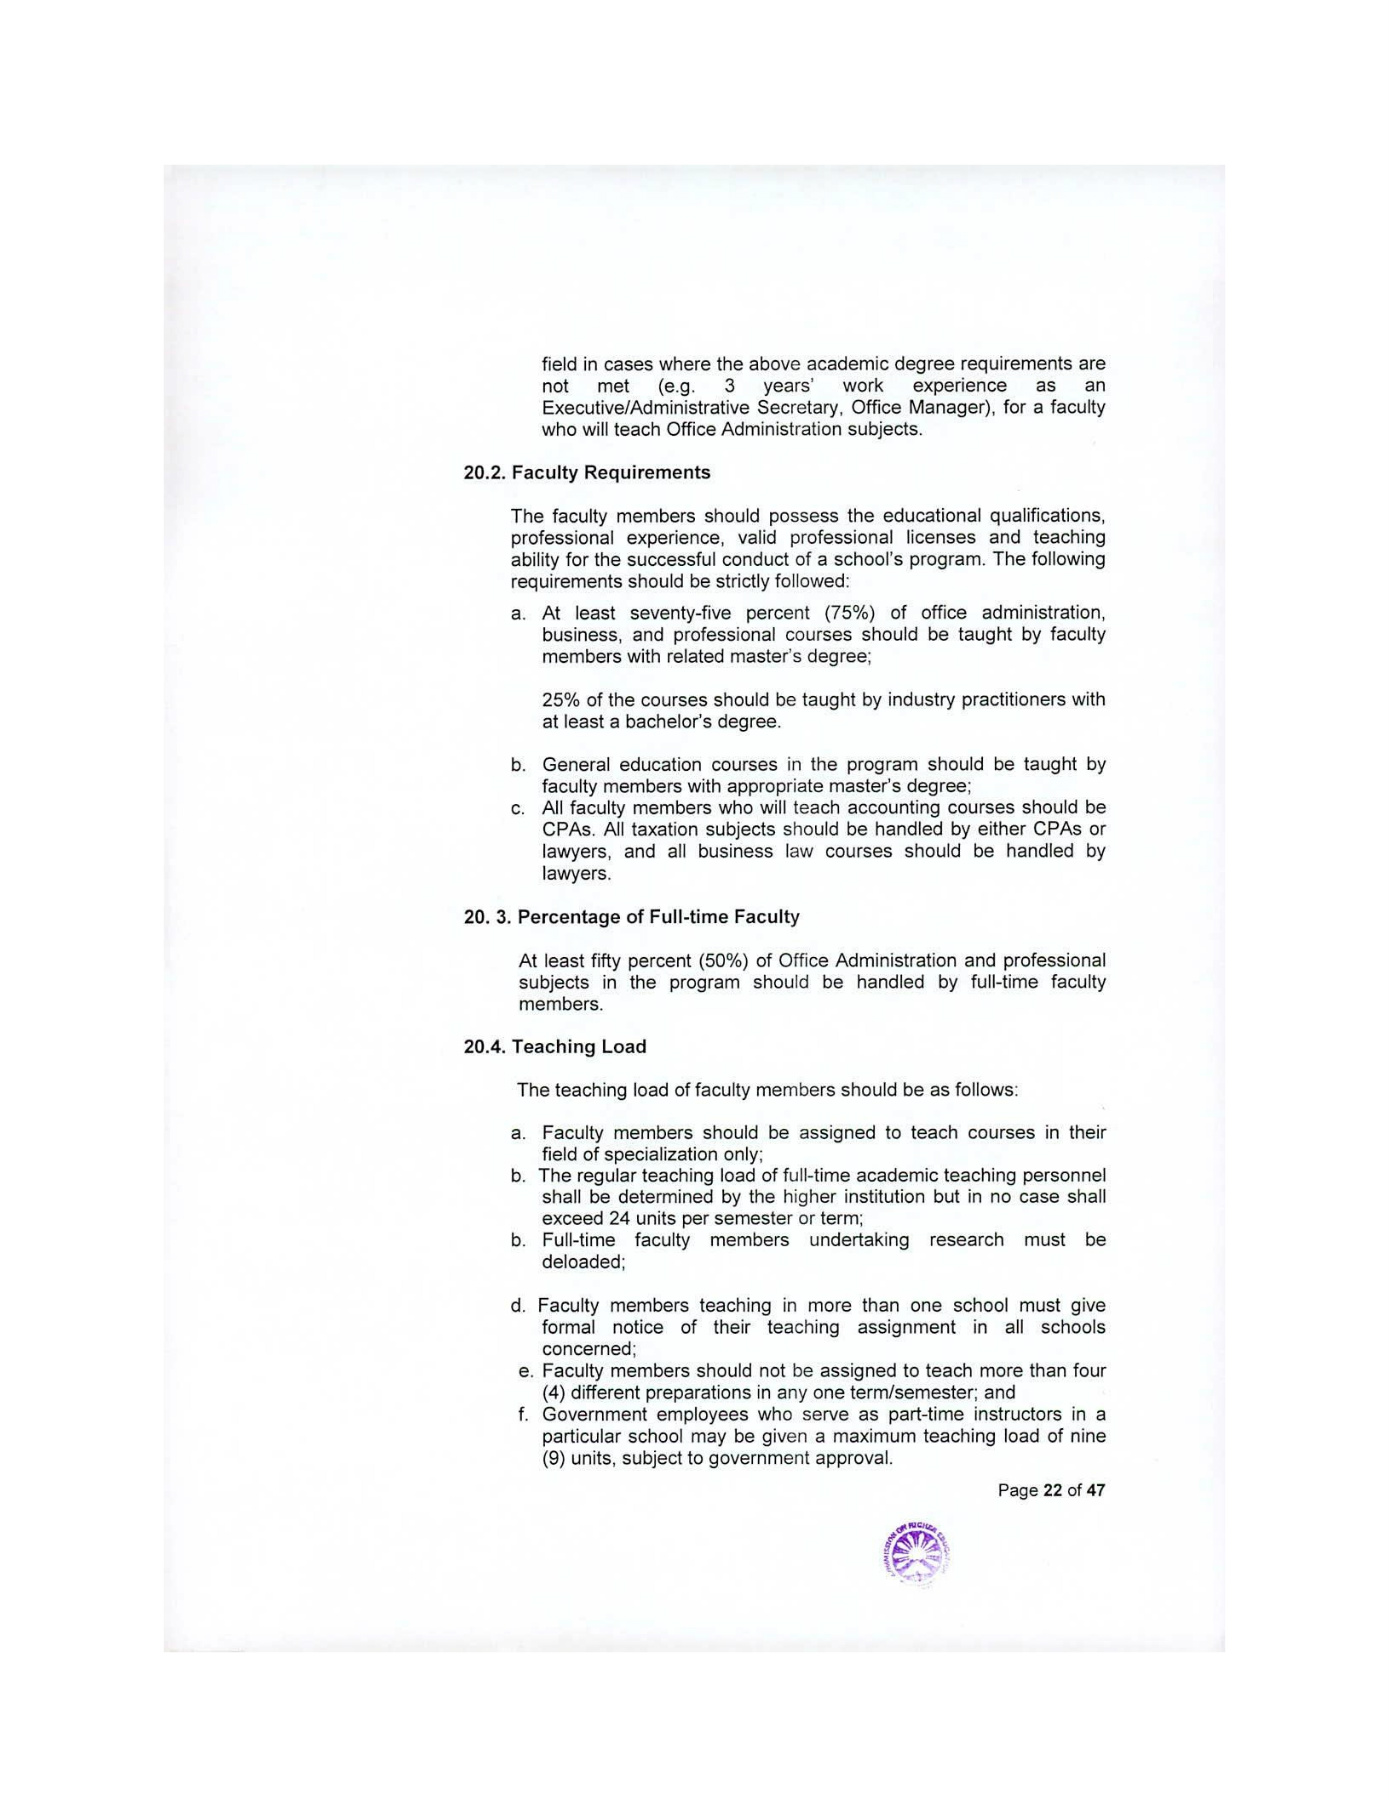 field in cases where the above academic degree requirements are
not met (e.g. 3 years' work experience as an
Executive/Administrative Secretary, Office Manager), for a faculty
who will teach Office Administration subjects.
20.2. Faculty Requirements
The faculty members should possess the educational qualifications,
professional experience, valid professional licenses and teaching
ability for the successful conduct of a school's program. The following
requirements should be strictly followed:
a. At least seventy-five percent (75%) of office administration,
business, and professional courses should be taught by faculty
members with related master's degree;
25% of the courses should be taught by industry practitioners with
at least a bachelor's degree.
b. General education courses in the program should be taught by
faculty members with appropriate master's degree;
c. All faculty members who will teach accounting courses should be
CPAs. All taxation subjects should be handled by either CPAs or
lawyers, and all business law courses should be handled by
lawyers.
20. 3. Percentage of Full-time Faculty
At least fifty percent (50%) of Office Administration and professional
subjects in the program should be handled by full-time faculty
members.
20.4. Teaching Load
The teaching load of faculty members should be as follows:
a. Faculty members should be assigned to teach courses in their
field of specialization only;
b. The regular teaching load of full-time academic teaching personnel
shall be determined by the higher institution but in no case shall
exceed 24 units per semester or term;
b. Full-time faculty members undertaking research must be
deloaded;
d. Faculty members teaching in more than one school must give
formal notice of their teaching assignment in all schools
concerned;
e. Faculty members should not be assigned to teach more than four
(4) different preparations in any one term/semester; and
f. Government employees who serve as part-time instructors in a
particular school may be given a maximum teaching load of nine
(9) units, subject to government approval.
Page 22 of 47
COMMISSION ON HIGHER EDUCATION